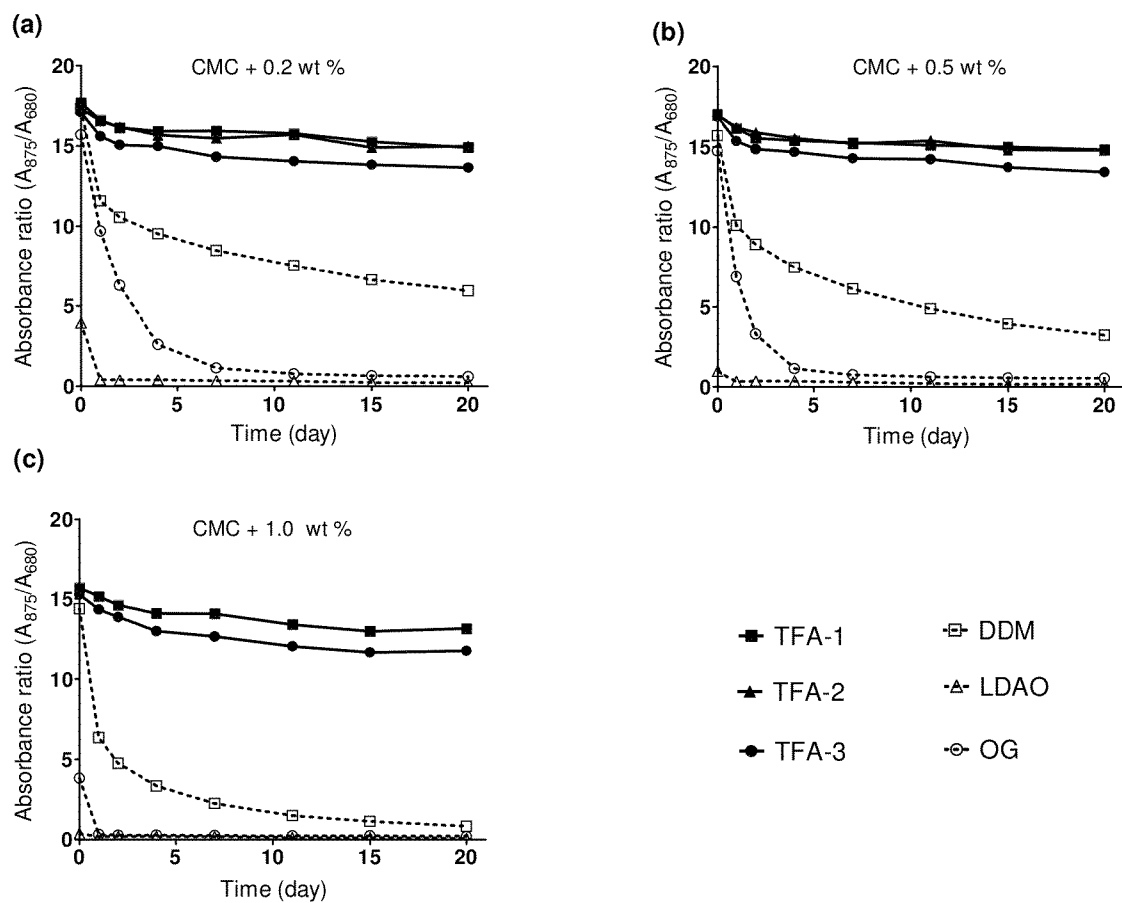 (a)
CMC + 0.2 wt %
Absorbance ratio (A875/A680)
20
15
10
5
0
0 5 10 15 20
Time (day)
(b)
CMC + 0.5 wt %
Absorbance ratio (A875/A680)
20
15
10
5
0
0 5 10 15 20
Time (day)
(c)
CMC + 1.0 wt %
Absorbance ratio (A875/A680)
20
15
10
5
0
0 5 10 15 20
Time (day)
TFA-1
TFA-2
TFA-3
DDM
LDAO
OG